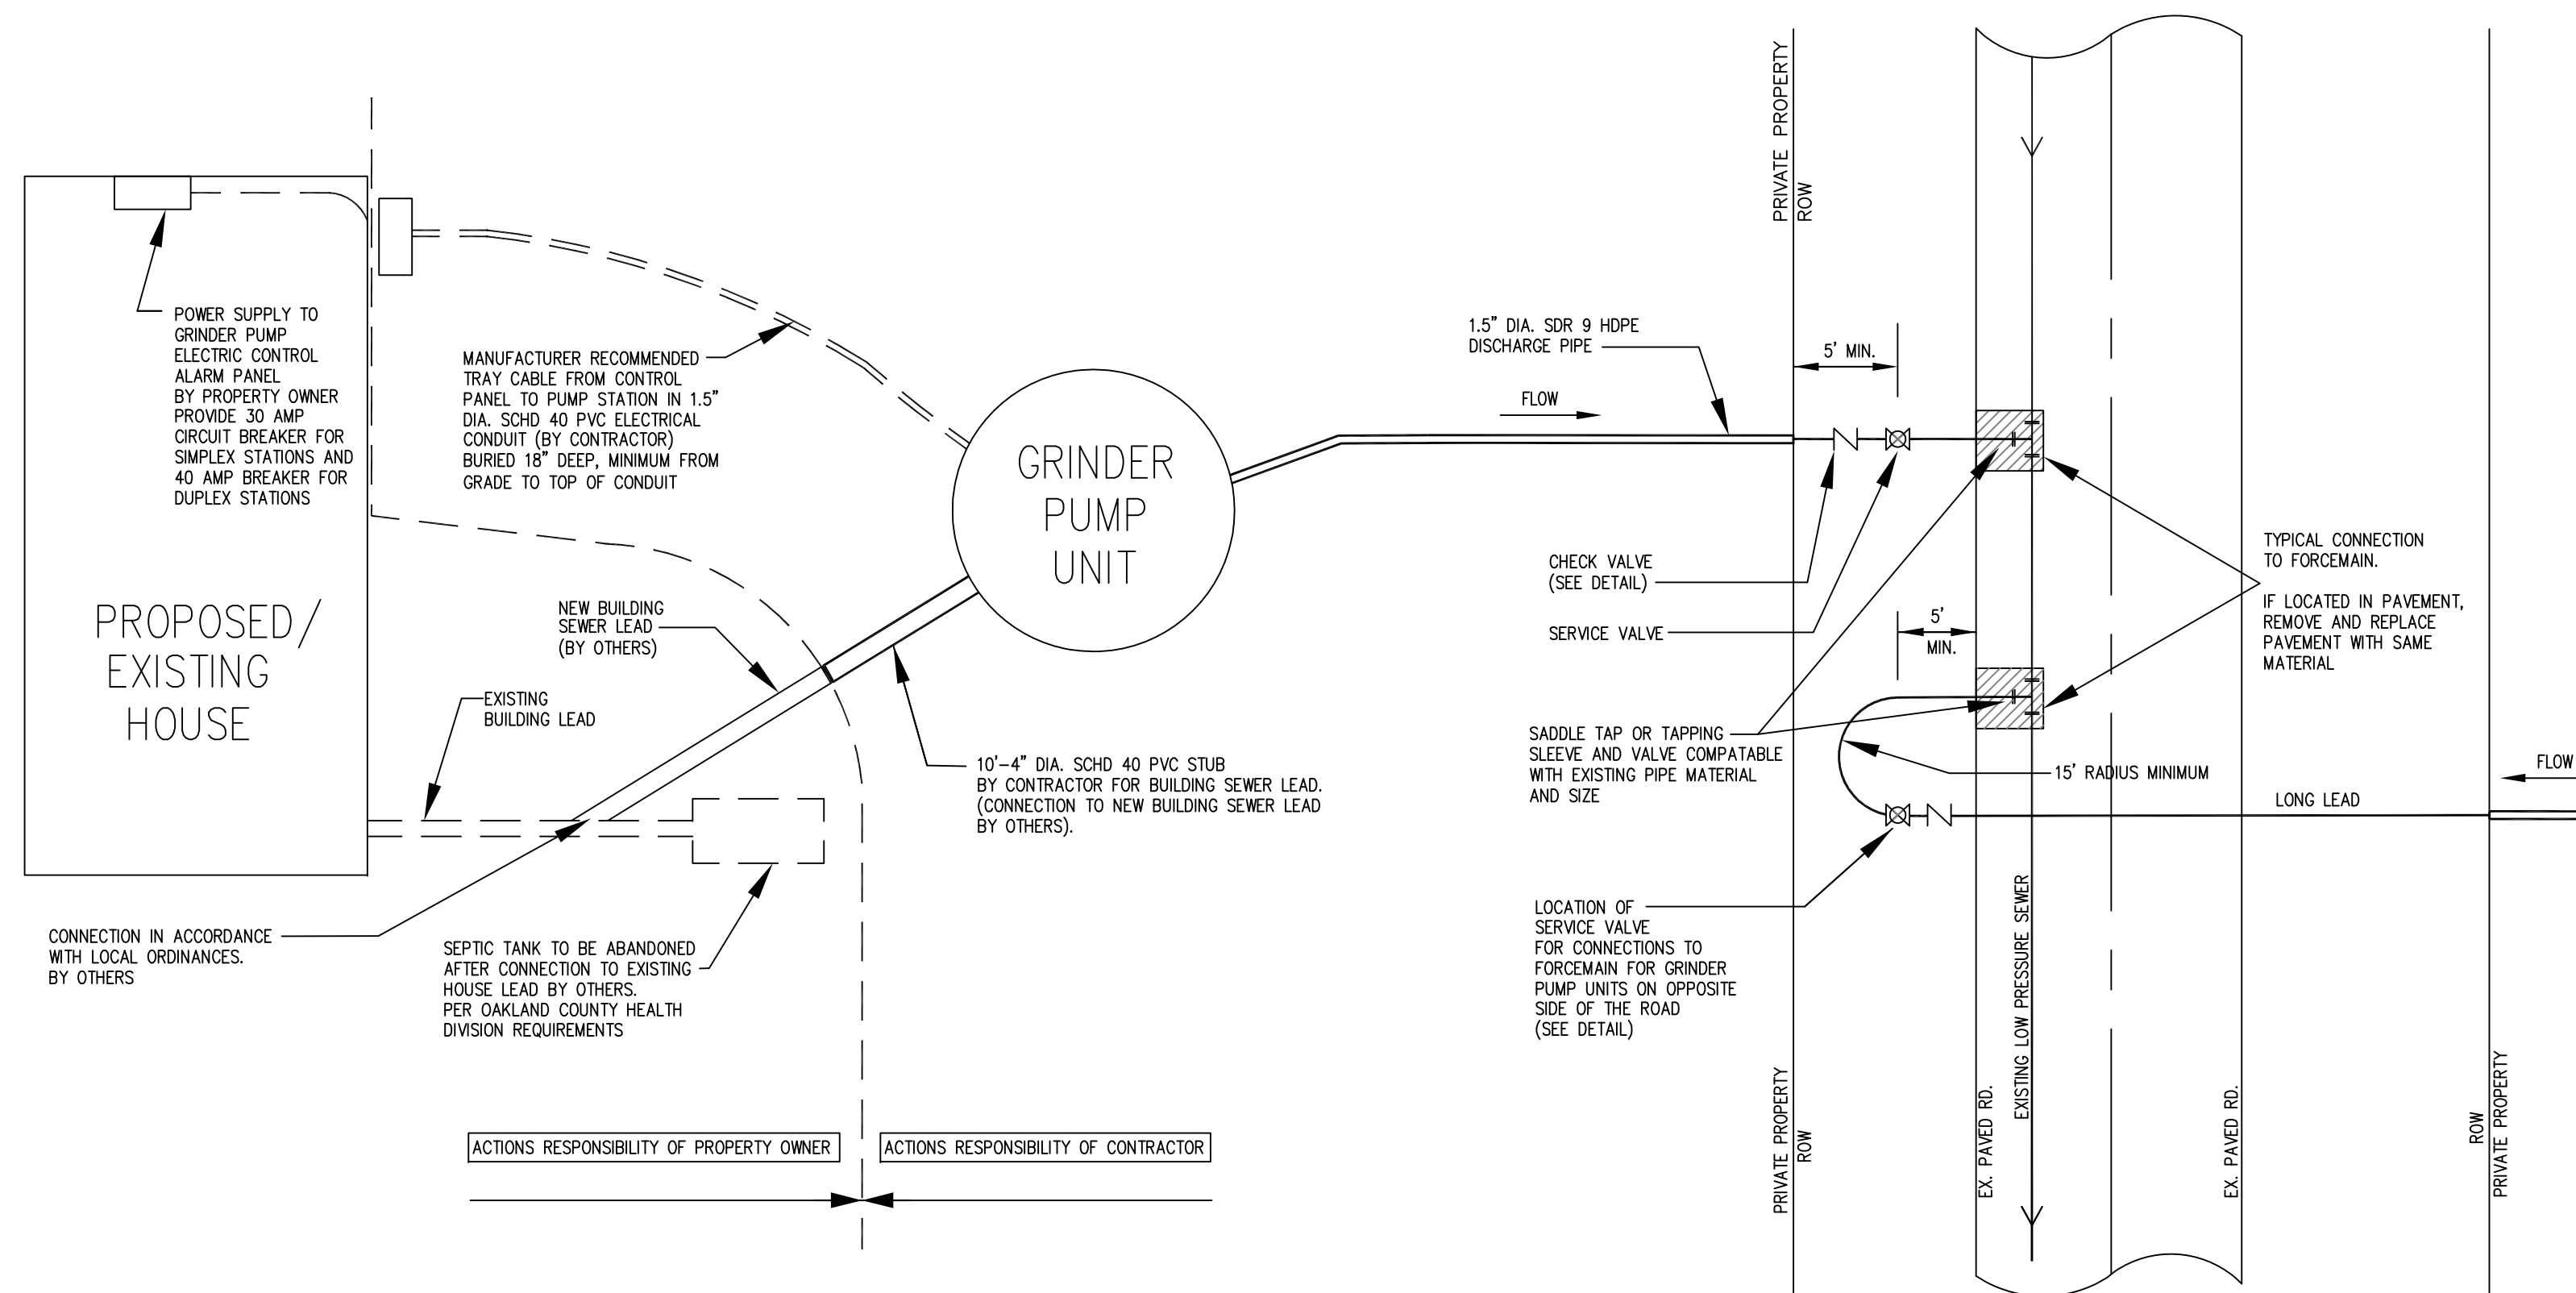 POWER SUPPLY TO
GRINDER PUMP
ELECTRIC CONTROL
ALARM PANEL
BY PROPERTY OWNER
PROVIDE 30 AMP
CIRCUIT BREAKER FOR
SIMPLEX STATIONS AND
40 AMP BREAKER FOR
DUPLEX STATIONS
PROPOSED/
EXISTING
HOUSE
MANUFACTURER RECOMMENDED
TRAY CABLE FROM CONTROL
PANEL TO PUMP STATION IN 1.5"
DIA. SCHD 40 PVC ELECTRICAL
CONDUIT (BY CONTRACTOR)
BURIED 18" DEEP, MINIMUM FROM
GRADE TO TOP OF CONDUIT
NEW BUILDING
SEWER LEAD
(BY OTHERS)
EXISTING
BUILDING LEAD
CONNECTION IN ACCORDANCE
WITH LOCAL ORDINANCES.
BY OTHERS
SEPTIC TANK TO BE ABANDONED
AFTER CONNECTION TO EXISTING
HOUSE LEAD BY OTHERS.
PER OAKLAND COUNTY HEALTH
DIVISION REQUIREMENTS
ACTIONS RESPONSIBILITY OF PROPERTY OWNER
ACTIONS RESPONSIBILITY OF CONTRACTOR
GRINDER
PUMP
UNIT
10'-4" DIA. SCHD 40 PVC STUB
BY CONTRACTOR FOR BUILDING SEWER LEAD.
(CONNECTION TO NEW BUILDING SEWER LEAD
BY OTHERS).
1.5" DIA. SDR 9 HDPE
DISCHARGE PIPE
FLOW
PRIVATE PROPERTY
ROW
5' MIN.
CHECK VALVE
(SEE DETAIL)
SERVICE VALVE
5'
MIN.
SADDLE TAP OR TAPPING
SLEEVE AND VALVE COMPATABLE
WITH EXISTING PIPE MATERIAL
AND SIZE
LOCATION OF
SERVICE VALVE
FOR CONNECTIONS TO
FORCEMAIN FOR GRINDER
PUMP UNITS ON OPPOSITE
SIDE OF THE ROAD
(SEE DETAIL)
TYPICAL CONNECTION
TO FORCEMAIN.
IF LOCATED IN PAVEMENT,
REMOVE AND REPLACE
PAVEMENT WITH SAME
MATERIAL
15' RADIUS MINIMUM
LONG LEAD
FLOW
PRIVATE PROPERTY
ROW
EX. PAVED RD.
EXISTING LOW PRESSURE SEWER
EX. PAVED RD.
ROW
PRIVATE PROPERTY